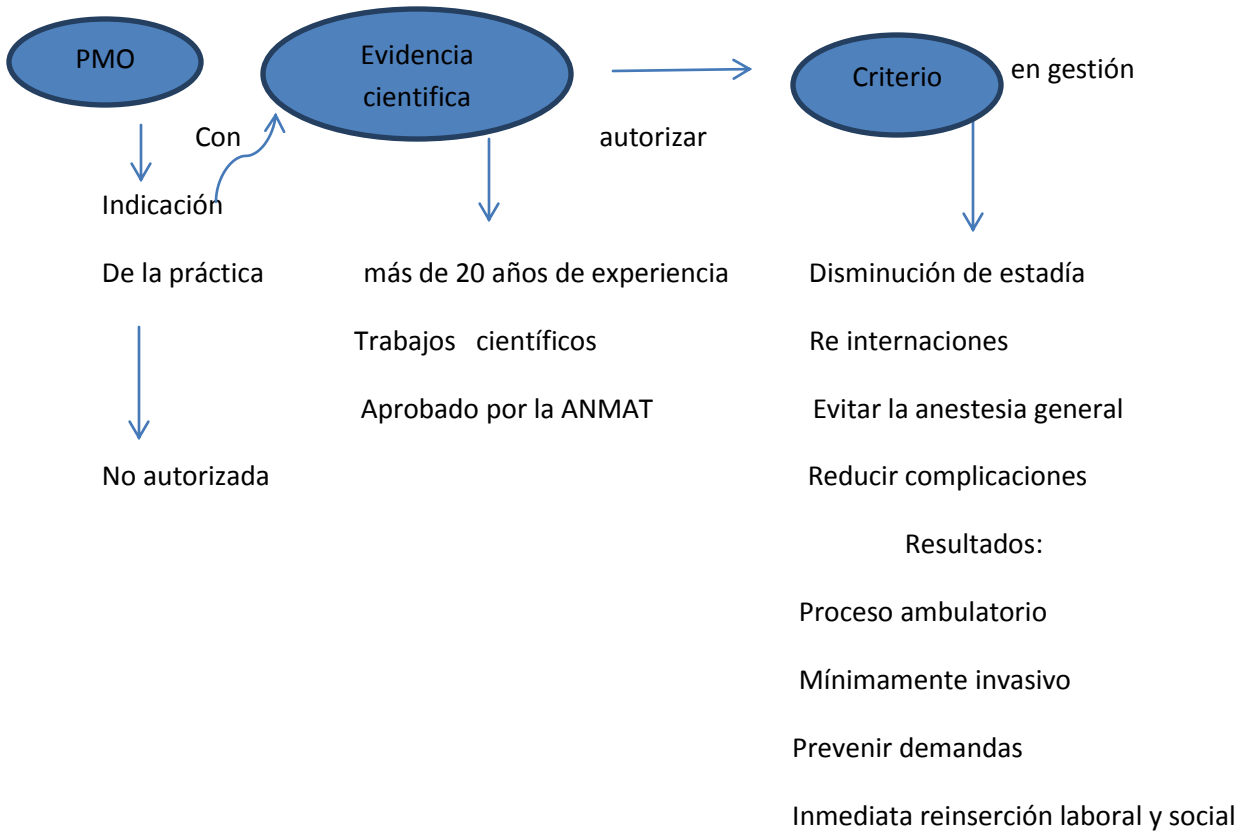 PMO
Evidencia
cientifica
Criterio
en gestión
Con
autorizar
Indicación
De la práctica
más de 20 años de experiencia
Disminución de estadía
Trabajos científicos
Re internaciones
Aprobado por la ANMAT
Evitar la anestesia general
No autorizada
Reducir complicaciones
Resultados:
Proceso ambulatorio
Mínimamente invasivo
Prevenir demandas
Inmediata reinserción laboral y social